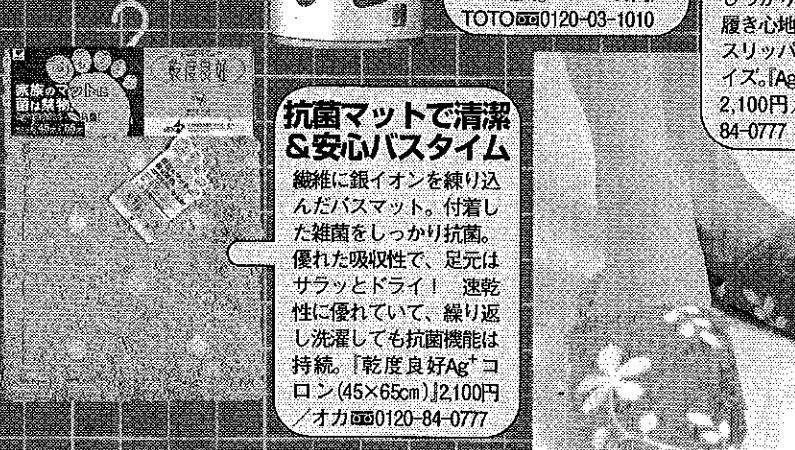 TOTO 0120-03-1010
履き心地
スリッパ
イズ。『Ag
2,100円
84-0777
乾度良好
抗菌マットで清潔
&安心バスタイム
繊維に銀イオンを練り込
んだバスマット。付着し
た雑菌をしっかり抗菌。
優れた吸収性で、足元は
サラッとドライ! 速乾
性に優れていて、繰り返
し洗濯しても抗菌機能は
持続。『乾度良好Ag⁺コ
ロン(45×65cm)』2,100円
/オカ 0120-84-0777